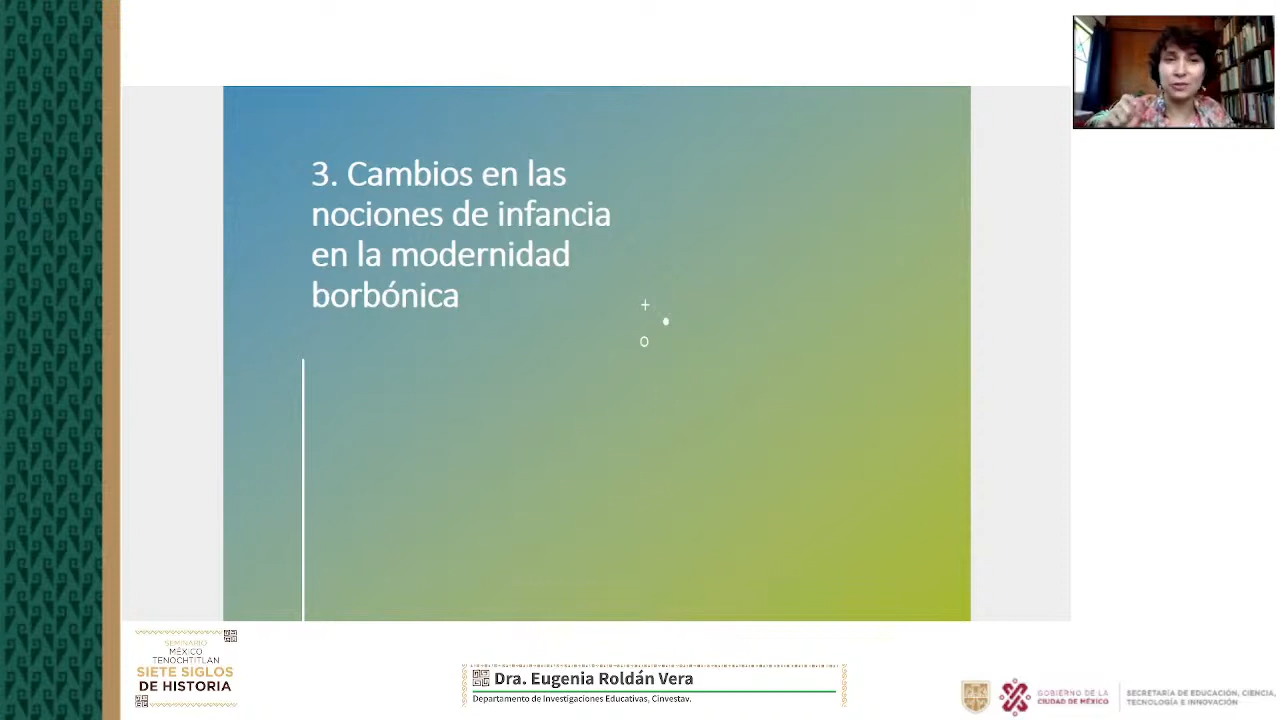 3. Cambios en las
nociones de infancia
en la modernidad
borbónica
+
o
SEMINARIO
MÉXICO
TENOCHTITLAN
SIETE SIGLOS
DE HISTORIA
Dra. Eugenia Roldán Vera
Departamento de Investigaciones Educativas, Cinvestav.
GOBIERNO DE LA
CIUDAD DE MÉXICO
SECRETARÍA DE EDUCACIÓN, CIENCIA,
TECNOLOGÍA E INNOVACIÓN